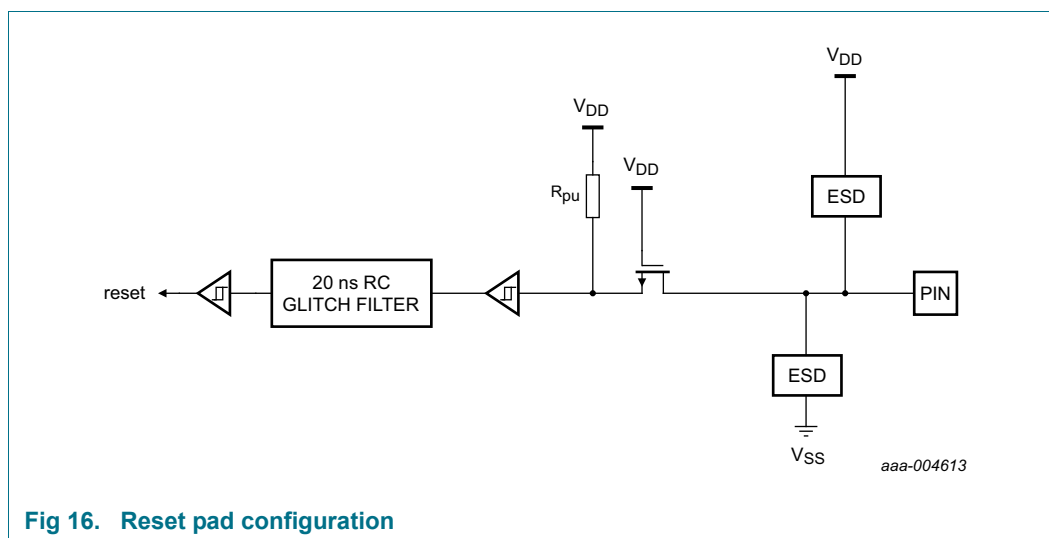 VDD
VDD
VDD
Rpu
ESD
reset
20 ns RC
GLITCH FILTER
PIN
ESD
VSS
aaa-004613
Fig 16. Reset pad configuration